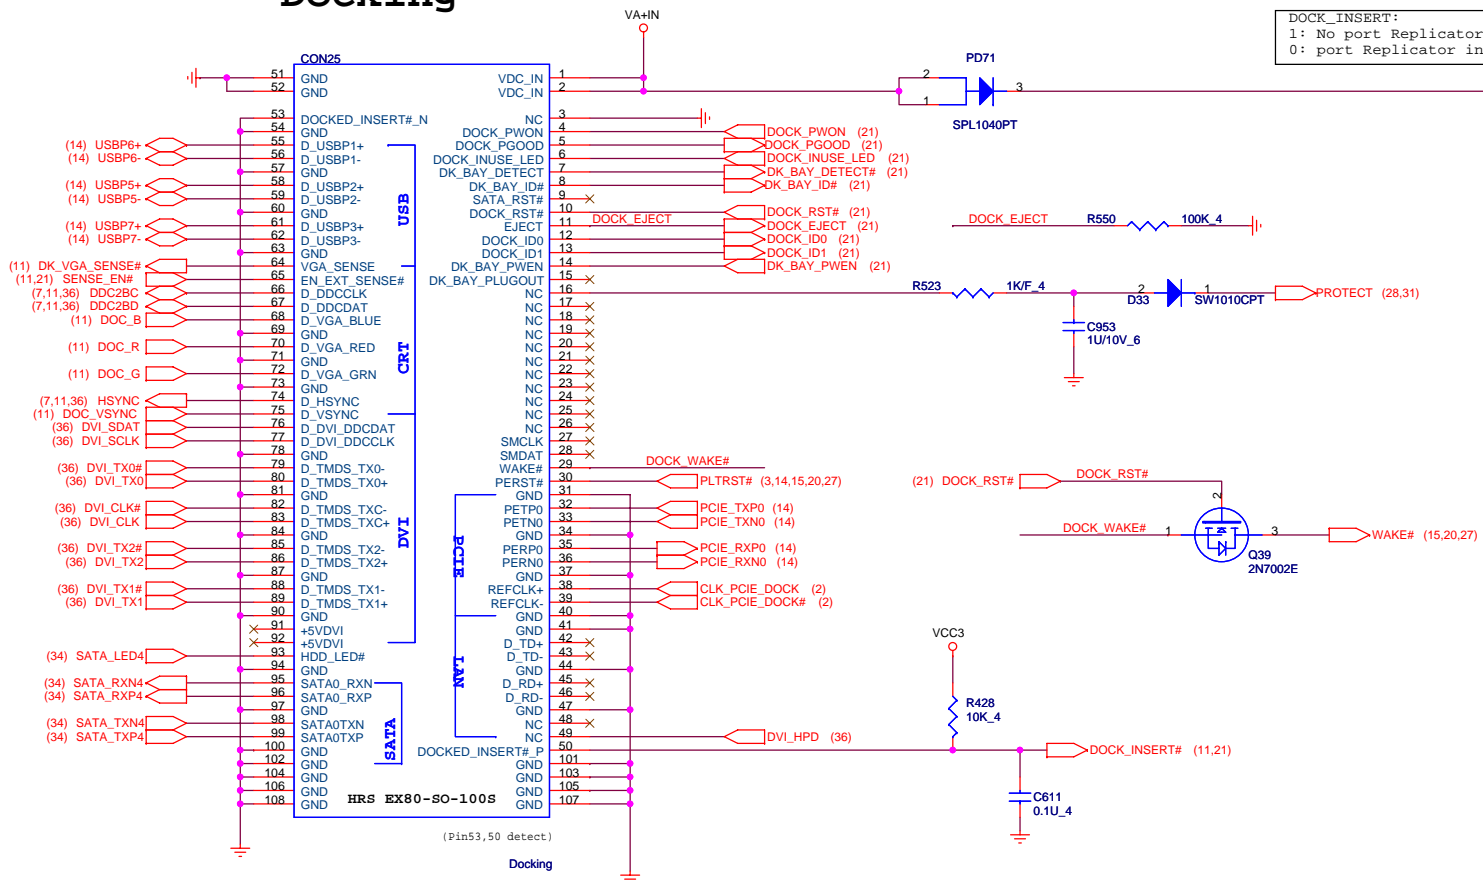 Docking
VA+IN
DOCK_INSERT:
1: No port Replicator
0: port Replicator in
CON25
51 GND VDC_IN 1
52 GND VDC_IN 2
PD71
2
1
3
SPL1040PT
53 DOCKED_INSERT#_N NC 3
54 GND DOCK_PWON 4 DOCK_PWON (21)
(14) USBP6+ 55 D_USBP1+ DOCK_PGOOD 5 DOCK_PGOOD (21)
(14) USBP6- 56 D_USBP1- DOCK_INUSE_LED 6 DOCK_INUSE_LED (21)
57 GND DK_BAY_DETECT 7 DK_BAY_DETECT# (21)
(14) USBP5+ 58 D_USBP2+ DK_BAY_ID# 8 DK_BAY_ID# (21)
(14) USBP5- 59 D_USBP2- SATA_RST# 9
60 GND DOCK_RST# 10 DOCK_RST# (21)
(14) USBP7+ 61 D_USBP3+ EJECT 11 DOCK_EJECT DOCK_EJECT (21)
(14) USBP7- 62 D_USBP3- DOCK_ID0 12 DOCK_ID0 (21)
63 GND DOCK_ID1 13 DOCK_ID1 (21)
USB
DOCK_EJECT R550 100K_4
(11) DK_VGA_SENSE# 64 VGA_SENSE DK_BAY_PWEN 14 DK_BAY_PWEN (21)
(11,21) SENSE_EN# 65 EN_EXT_SENSE# DK_BAY_PLUGOUT 15
(7,11,36) DDC2BC 66 D_DDCCLK NC 16
R523 1K/F_4 2 D33 1 SW1010CPT PROTECT (28,31)
C953
1U/10V_6
(7,11,36) DDC2BD 67 D_DDCDAT NC 17
(11) DOC_B 68 D_VGA_BLUE NC 18
69 GND NC 19
(11) DOC_R 70 D_VGA_RED NC 20
71 GND NC 21
(11) DOC_G 72 D_VGA_GRN NC 22
73 GND NC 23
CRT
(7,11,36) HSYNC 74 D_HSYNC NC 24
(11) DOC_VSYNC 75 D_VSYNC NC 25
(36) DVI_SDAT 76 D_DVI_DDCDAT NC 26
(36) DVI_SCLK 77 D_DVI_DDCCLK SMCLK 27
78 GND SMDAT 28
(36) DVI_TX0# 79 D_TMDS_TX0- WAKE# 29 DOCK_WAKE#
(36) DVI_TX0 80 D_TMDS_TX0+ PERST# 30 PLTRST# (3,14,15,20,27)
81 GND GND 31
(36) DVI_CLK# 82 D_TMDS_TXC- PETP0 32 PCIE_TXP0 (14)
(36) DVI_CLK 83 D_TMDS_TXC+ PETN0 33 PCIE_TXN0 (14)
84 GND GND 34
(36) DVI_TX2# 85 D_TMDS_TX2- PERP0 35 PCIE_RXP0 (14)
(36) DVI_TX2 86 D_TMDS_TX2+ PERN0 36 PCIE_RXN0 (14)
87 GND GND 37
(36) DVI_TX1# 88 D_TMDS_TX1- REFCLK+ 38 CLK_PCIE_DOCK (2)
(36) DVI_TX1 89 D_TMDS_TX1+ REFCLK- 39 CLK_PCIE_DOCK# (2)
DVI
PCIE
(21) DOCK_RST# DOCK_RST#
2
DOCK_WAKE# 1 3 WAKE# (15,20,27)
Q39
2N7002E
90 GND GND 40
91 +5VDVI GND 41
92 +5VDVI D_TD+ 42
(34) SATA_LED4 93 HDD_LED# D_TD- 43
94 GND GND 44
(34) SATA_RXN4 95 SATA0_RXN D_RD+ 45
(34) SATA_RXP4 96 SATA0_RXP D_RD- 46
97 GND GND 47
(34) SATA_TXN4 98 SATA0TXN NC 48
(34) SATA_TXP4 99 SATA0TXP NC 49 DVI_HPD (36)
LAN
SATA
VCC3
R428
10K_4
100 GND DOCKED_INSERT#_P 50 DOCK_INSERT# (11,21)
102 GND GND 101
104 GND GND 103
106 GND GND 105
108 GND GND 107
HRS EX80-SO-100S
C611
0.1U_4
(Pin53,50 detect)
Docking